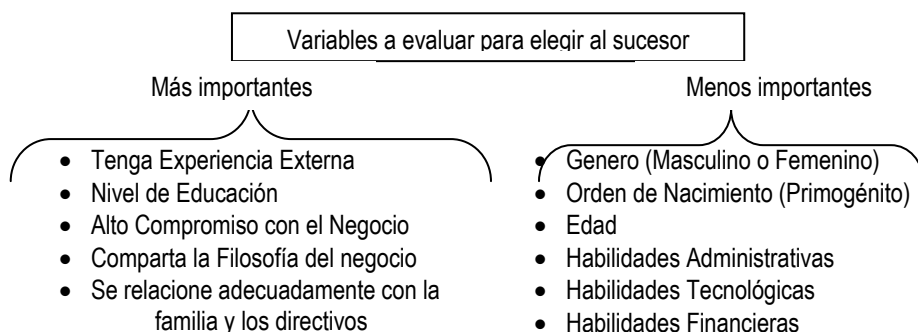 Variables a evaluar para elegir al sucesor
Más importantes
• Tenga Experiencia Externa
• Nivel de Educación
• Alto Compromiso con el Negocio
• Comparta la Filosofía del negocio
• Se relacione adecuadamente con la
familia y los directivos
Menos importantes
• Genero (Masculino o Femenino)
• Orden de Nacimiento (Primogénito)
• Edad
• Habilidades Administrativas
• Habilidades Tecnológicas
• Habilidades Financieras